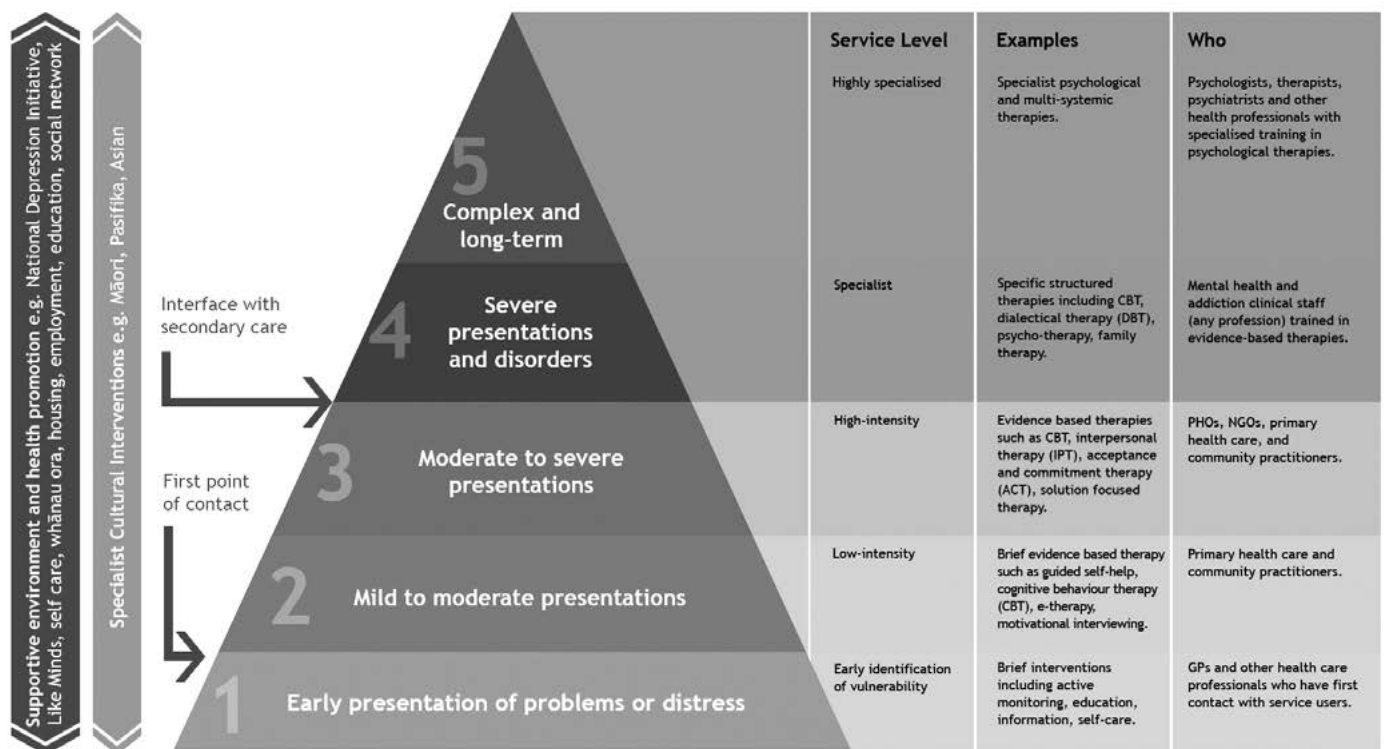 Supportive environment and health promotion e.g. National Depression Initiative,
Like Minds, self care, whānau ora, housing, employment, education, social network
Specialist Cultural Interventions e.g. Māori, Pasifika, Asian
Interface with
secondary care
First point
of contact
5
Complex and
long-term
4
Severe
presentations
and disorders
3
Moderate to severe
presentations
2
Mild to moderate presentations
1
Early presentation of problems or distress
Service Level
Examples
Who
Highly specialised
Specialist psychological
and multi-systemic
therapies.
Psychologists, therapists,
psychiatrists and other
health professionals with
specialised training in
psychological therapies.
Specialist
Specific structured
therapies including CBT,
dialectical therapy (DBT),
psycho-therapy, family
therapy.
Mental health and
addiction clinical staff
(any profession) trained in
evidence-based therapies.
High-intensity
Evidence based therapies
such as CBT, interpersonal
therapy (IPT), acceptance
and commitment therapy
(ACT), solution focused
therapy.
PHOs, NGOs, primary
health care, and
community practitioners.
Low-intensity
Brief evidence based therapy
such as guided self-help,
cognitive behaviour therapy
(CBT), e-therapy,
motivational interviewing.
Primary health care and
community practitioners.
Early identification
of vulnerability
Brief interventions
including active
monitoring, education,
information, self-care.
GPs and other health care
professionals who have first
contact with service users.